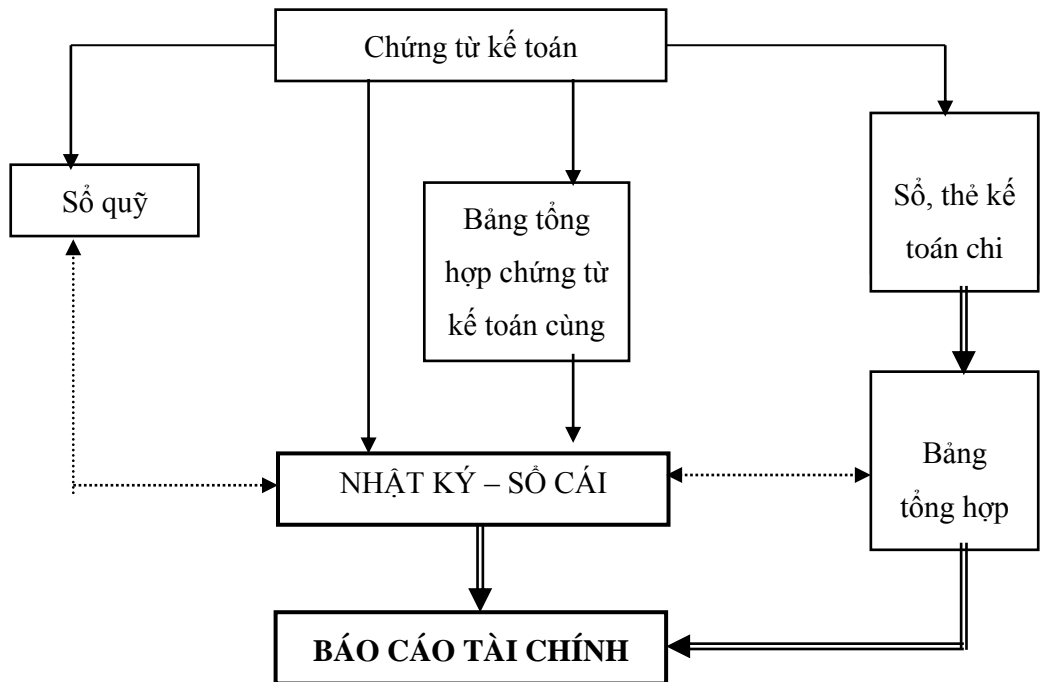 Chứng từ kế toán
Sổ quỹ
Bảng tổng
hợp chứng từ
kế toán cùng
Sổ, thẻ kế
toán chi
NHẬT KÝ – SỔ CÁI
Bảng
tổng hợp
BÁO CÁO TÀI CHÍNH